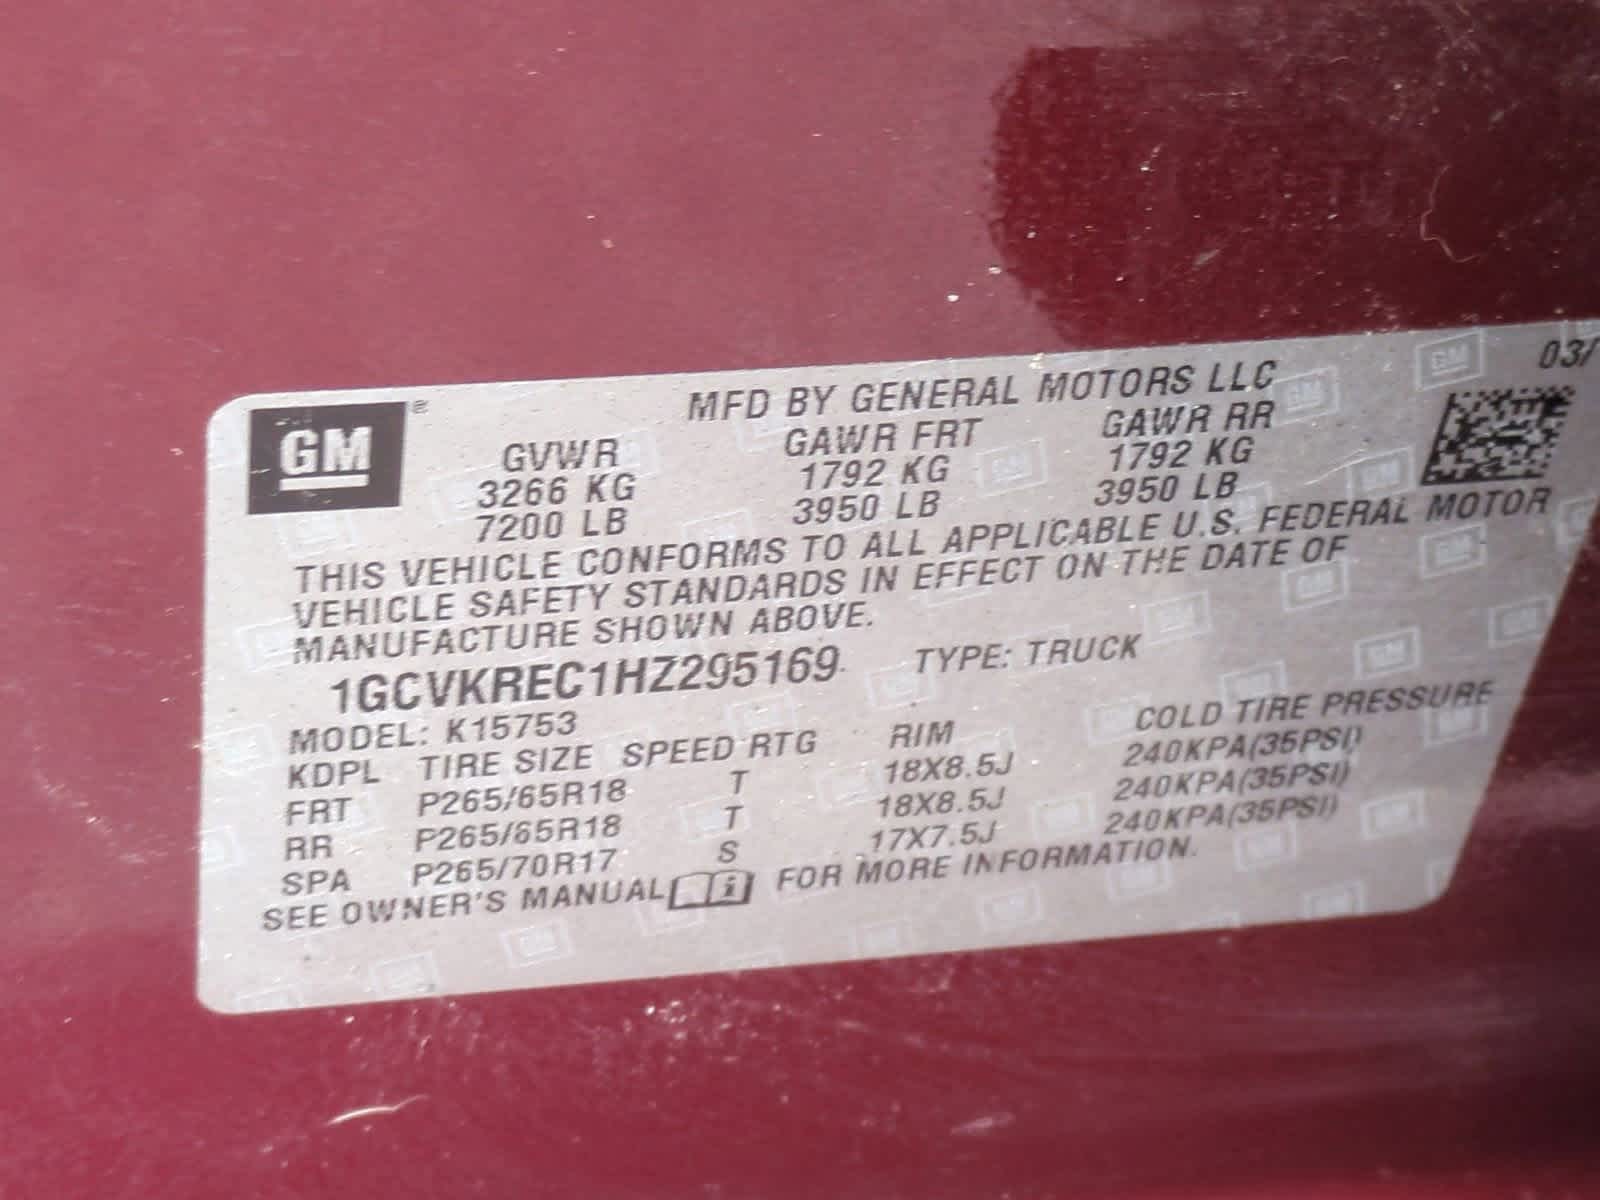 03/
MFD BY GENERAL MOTORS LLC
GM ®
GVWR GAWR FRT GAWR RR
3266 KG 1792 KG 1792 KG
7200 LB 3950 LB 3950 LB
THIS VEHICLE CONFORMS TO ALL APPLICABLE U.S. FEDERAL MOTOR
VEHICLE SAFETY STANDARDS IN EFFECT ON THE DATE OF
MANUFACTURE SHOWN ABOVE.
1GCVKREC1HZ295169 TYPE: TRUCK
MODEL: K15753
KDPL TIRE SIZE SPEED RTG RIM COLD TIRE PRESSURE
FRT P265/65R18 T 18X8.5J 240KPA(35PSI)
RR P265/65R18 T 18X8.5J 240KPA(35PSI)
SPA P265/70R17 S 17X7.5J 240KPA(35PSI)
SEE OWNER'S MANUAL i FOR MORE INFORMATION.